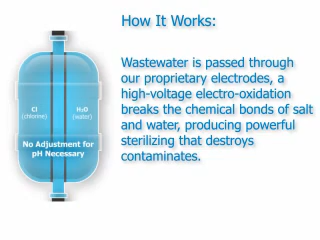 How It Works:
Wastewater is passed through
our proprietary electrodes, a
high-voltage electro-oxidation
breaks the chemical bonds of salt
and water, producing powerful
sterilizing that destroys
contaminates.
Cl
(chlorine)
H₂O
(water)
No Adjustment for
pH Necessary